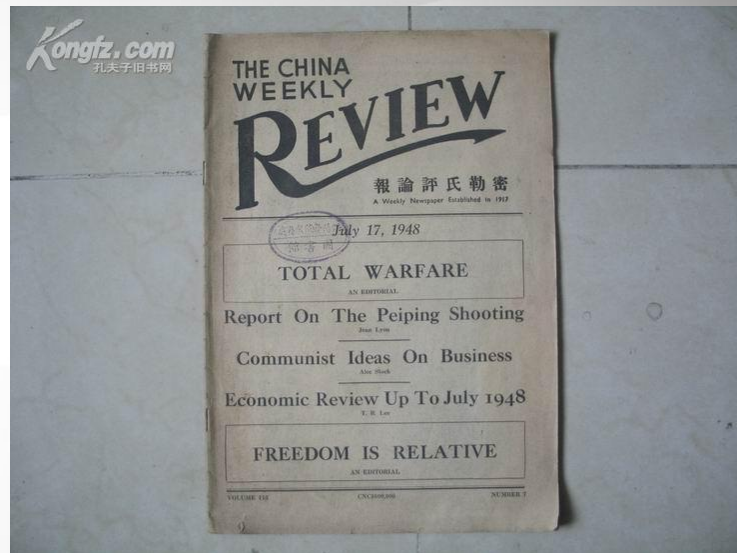 Kongfz.com
孔夫子旧书网
THE CHINA
WEEKLY
REVIEW
報論評氏勒密
A Weekly Newspaper Established in 1917
July 17, 1948
TOTAL WARFARE
AN EDITORIAL
Report On The Peiping Shooting
Jean Lyon
Communist Ideas On Business
Economic Review Up To July 1948
AN EDITORIAL
FREEDOM IS RELATIVE
VOLUME
NUMBER 7